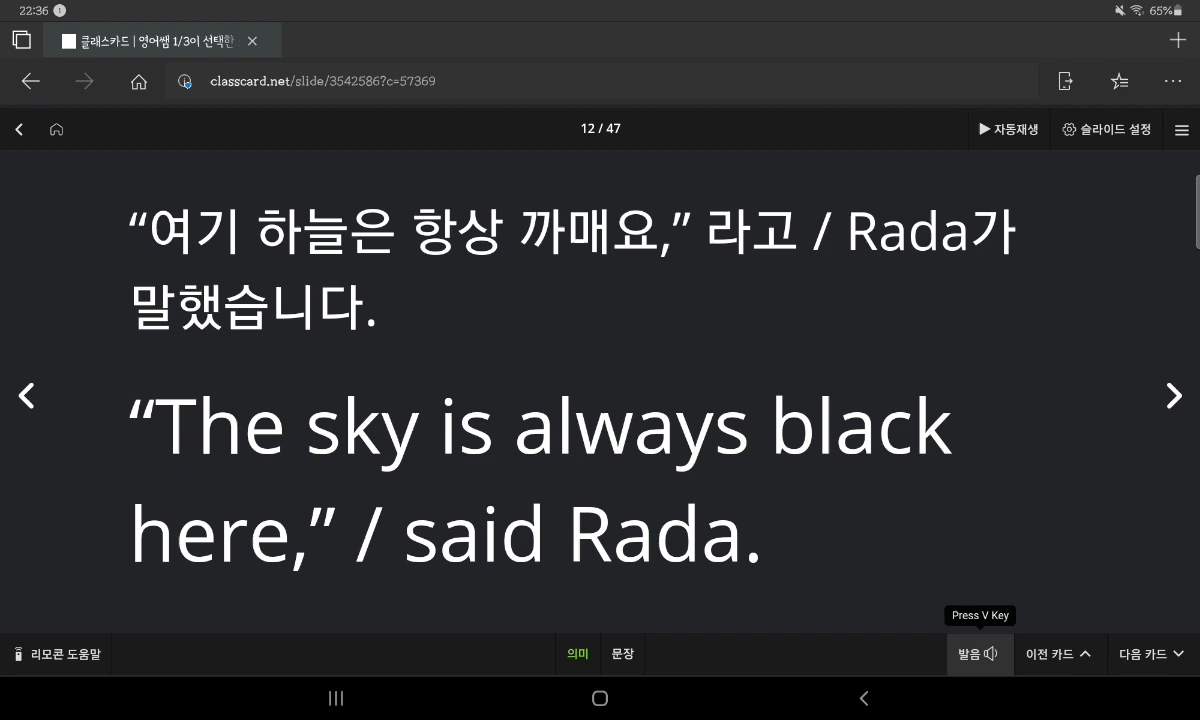 22:36
65%
클래스카드 | 영어쌤 1/3이 선택한
classcard.net/slide/3542586?c=57369
12 / 47
자동재생
슬라이드 설정
“여기 하늘은 항상 까매요,” 라고 / Rada가
말했습니다.
“The sky is always black
here,” / said Rada.
Press V Key
리모콘 도움말
의미
문장
발음
이전 카드
다음 카드